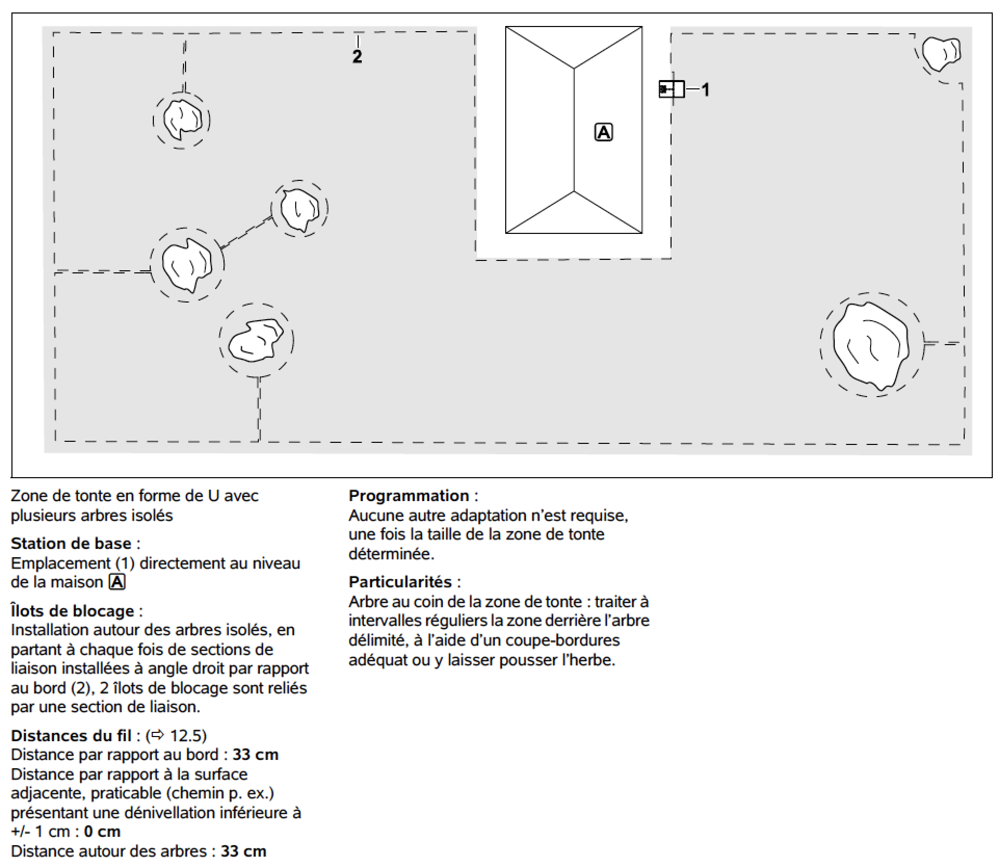 2
1
A
Zone de tonte en forme de U avec
plusieurs arbres isolés
Station de base :
Emplacement (1) directement au niveau
de la maison A
Îlots de blocage :
Installation autour des arbres isolés, en
partant à chaque fois de sections de
liaison installées à angle droit par rapport
au bord (2), 2 îlots de blocage sont reliés
par une section de liaison.
Distances du fil : (⇨ 12.5)
Distance par rapport au bord : 33 cm
Distance par rapport à la surface
adjacente, praticable (chemin p. ex.)
présentant une dénivellation inférieure à
+/- 1 cm : 0 cm
Distance autour des arbres : 33 cm
Programmation :
Aucune autre adaptation n’est requise,
une fois la taille de la zone de tonte
déterminée.
Particularités :
Arbre au coin de la zone de tonte : traiter à
intervalles réguliers la zone derrière l’arbre
délimité, à l’aide d’un coupe-bordures
adéquat ou y laisser pousser l’herbe.